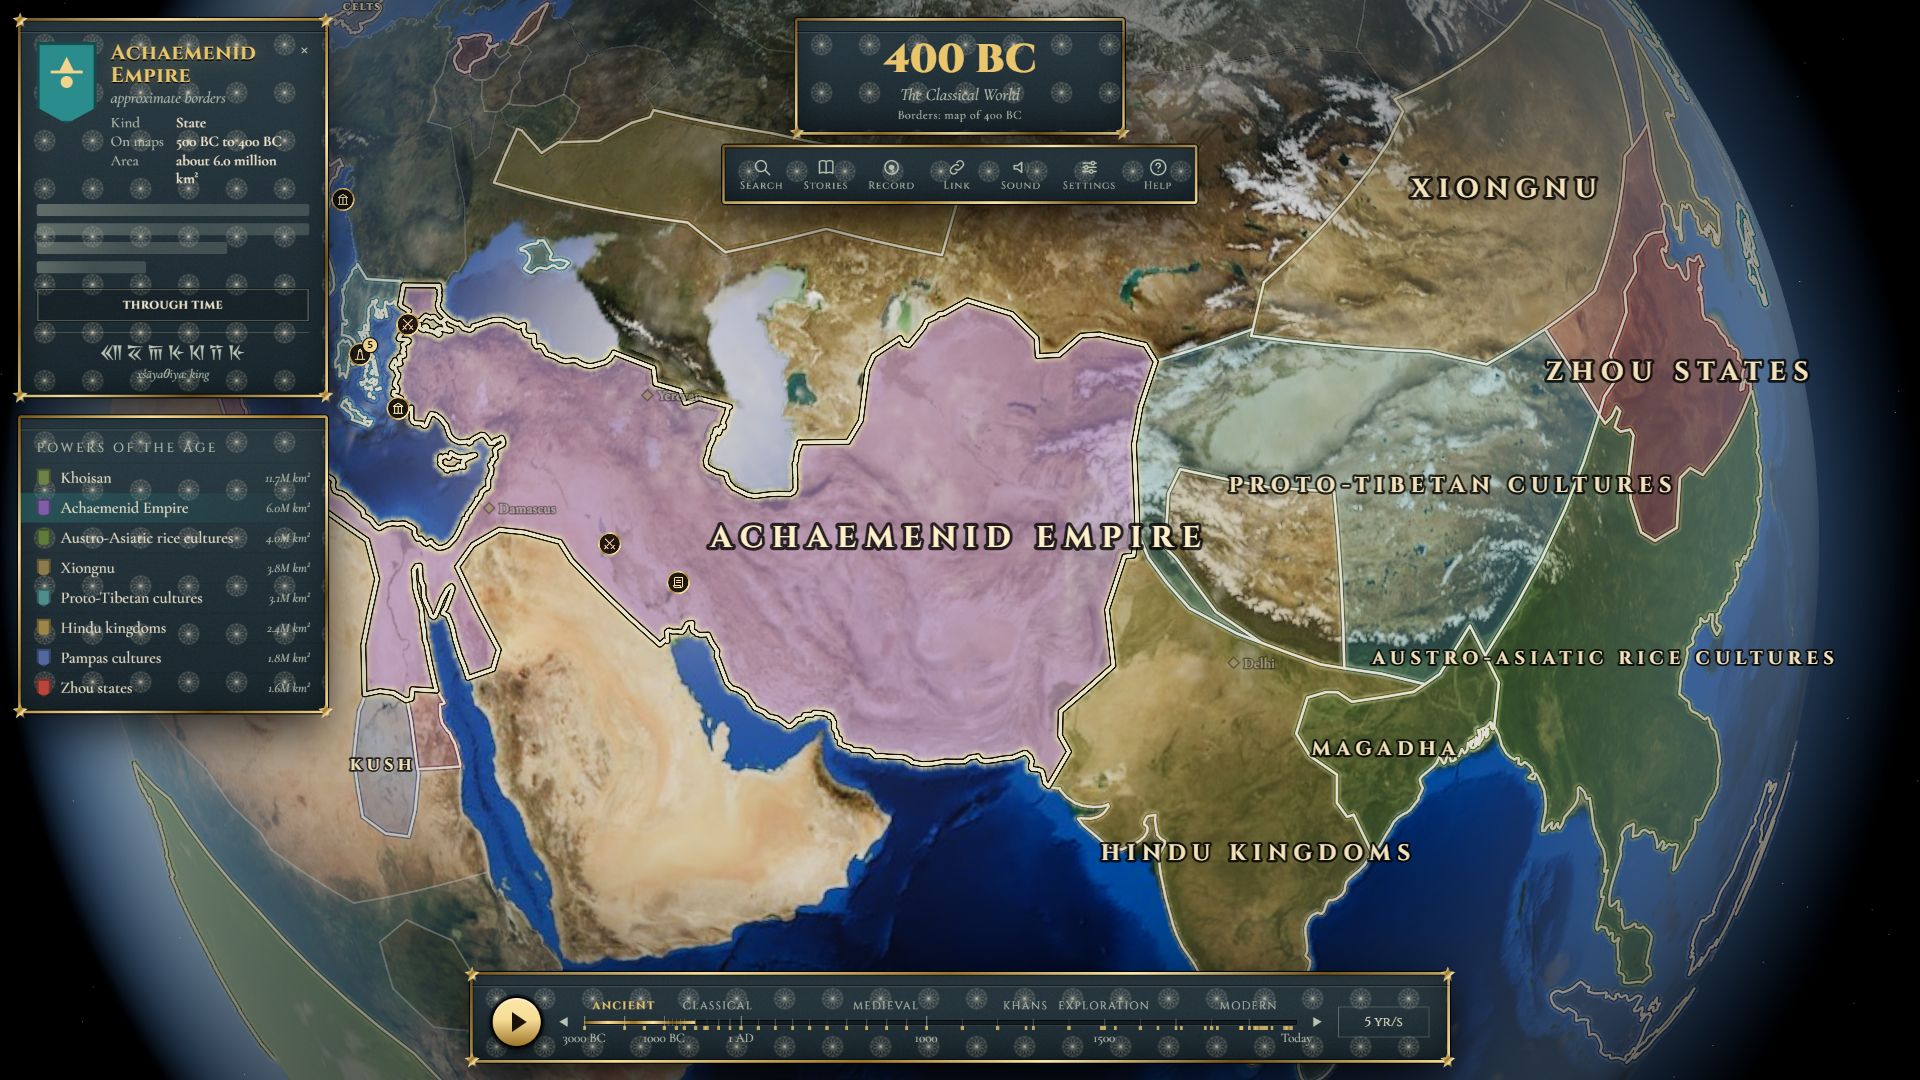 CELTS
ACHAEMENID
EMPIRE
×
approximate borders
Kind State
On maps 500 BC to 400 BC
Area about 6.0 million
km²
THROUGH TIME
xšāyaθiya: king
POWERS OF THE AGE
Khoisan 11.7M km²
Achaemenid Empire 6.0M km²
Austro-Asiatic rice cultures 4.0M km²
Xiongnu 3.8M km²
Proto-Tibetan cultures 3.1M km²
Hindu kingdoms 2.4M km²
Pampas cultures 1.8M km²
Zhou states 1.6M km²
400 BC
The Classical World
Borders: map of 400 BC
SEARCH STORIES RECORD LINK SOUND SETTINGS HELP
XIONGNU
5
ZHOU STATES
Yerevan
PROTO-TIBETAN CULTURES
Damascus
ACHAEMENID EMPIRE
Delhi
AUSTRO-ASIATIC RICE CULTURES
MAGADHA
KUSH
HINDU KINGDOMS
ANCIENT CLASSICAL MEDIEVAL KHANS EXPLORATION MODERN
3000 BC 1000 BC 1 AD 1000 1500 Today
5 YR/S